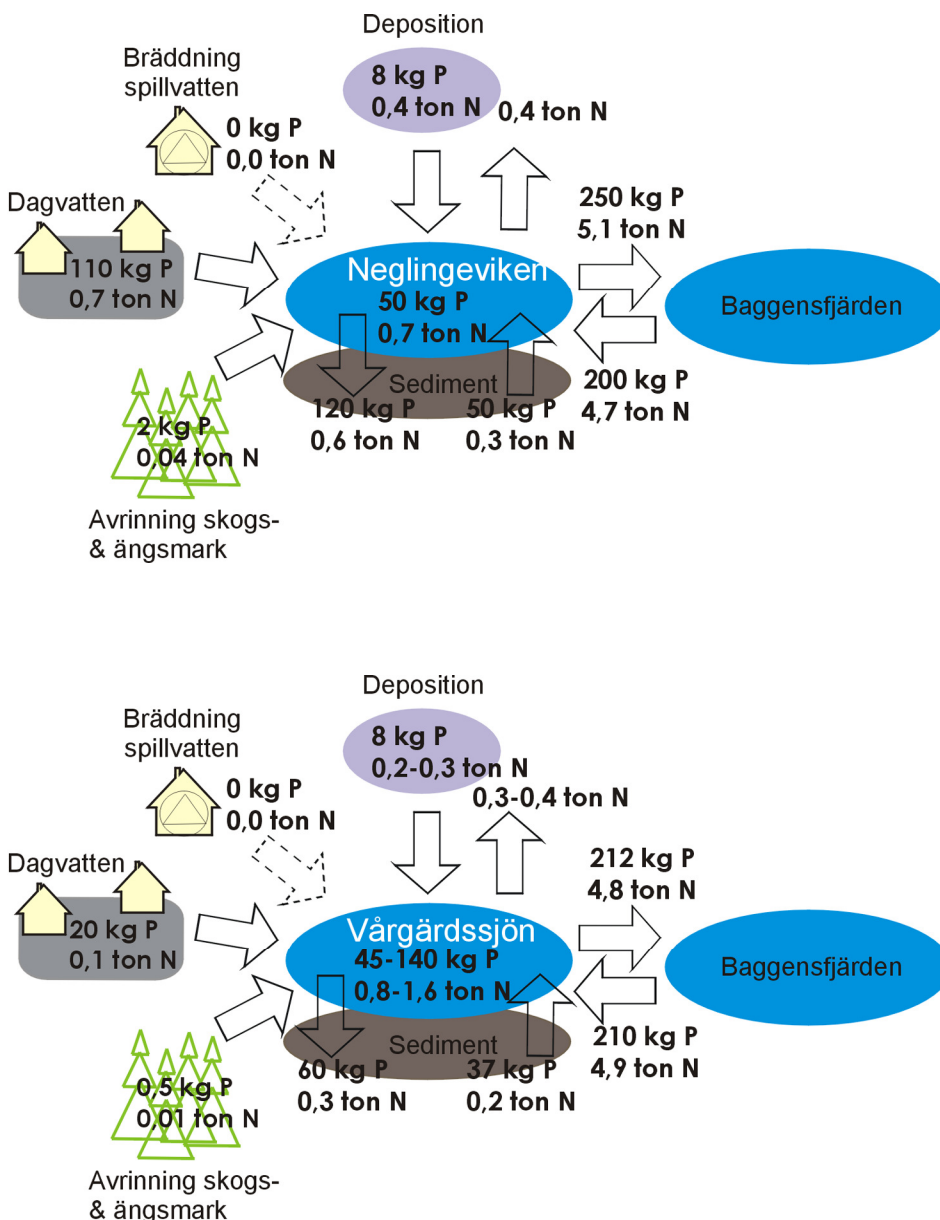 Deposition
8 kg P
0,4 ton N
0,4 ton N
Bräddning
spillvatten
0 kg P
0,0 ton N
Dagvatten
110 kg P
0,7 ton N
250 kg P
5,1 ton N
Neglingeviken
50 kg P
0,7 ton N
Baggensfjärden
Sediment
200 kg P
4,7 ton N
120 kg P
0,6 ton N
50 kg P
0,3 ton N
2 kg P
0,04 ton N
Avrinning skogs-
& ängsmark
Deposition
8 kg P
0,2-0,3 ton N
0,3-0,4 ton N
Bräddning
spillvatten
0 kg P
0,0 ton N
Dagvatten
20 kg P
0,1 ton N
212 kg P
4,8 ton N
Vårgärdssjön
45-140 kg P
0,8-1,6 ton N
Baggensfjärden
Sediment
210 kg P
4,9 ton N
60 kg P
0,3 ton N
37 kg P
0,2 ton N
0,5 kg P
0,01 ton N
Avrinning skogs-
& ängsmark